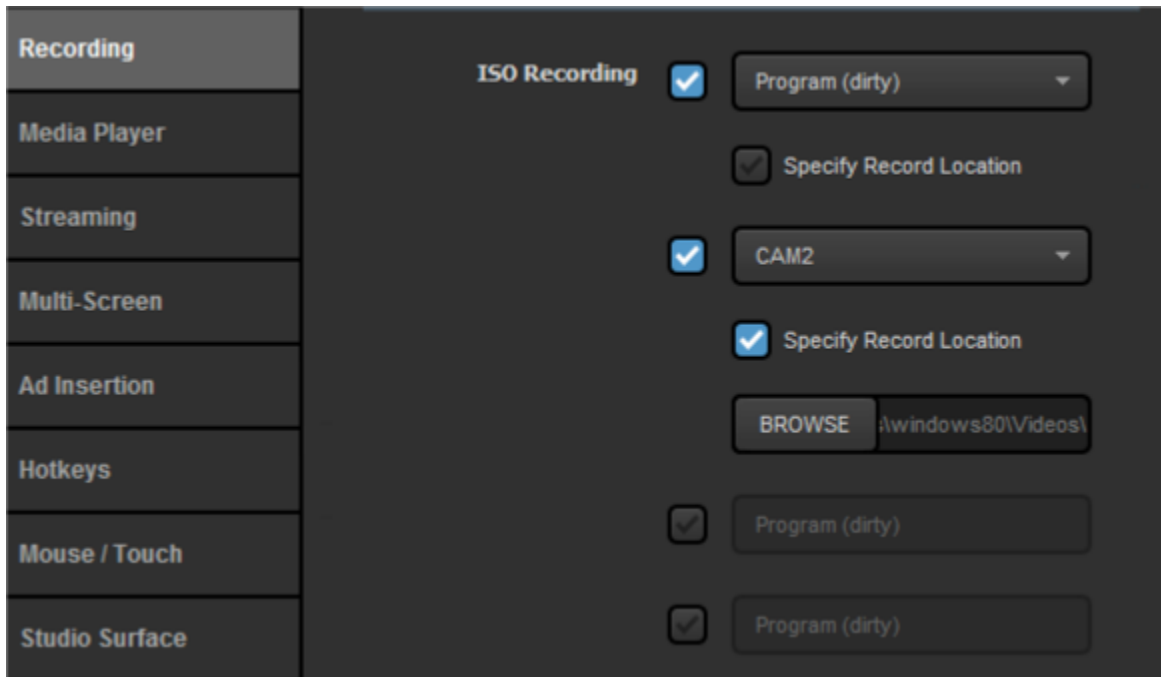 Recording
Media Player
Streaming
Multi-Screen
Ad Insertion
Hotkeys
Mouse / Touch
Studio Surface
ISO Recording
Program (dirty)
Specify Record Location
CAM2
Specify Record Location
BROWSE \windows80\Videos\
Program (dirty)
Program (dirty)